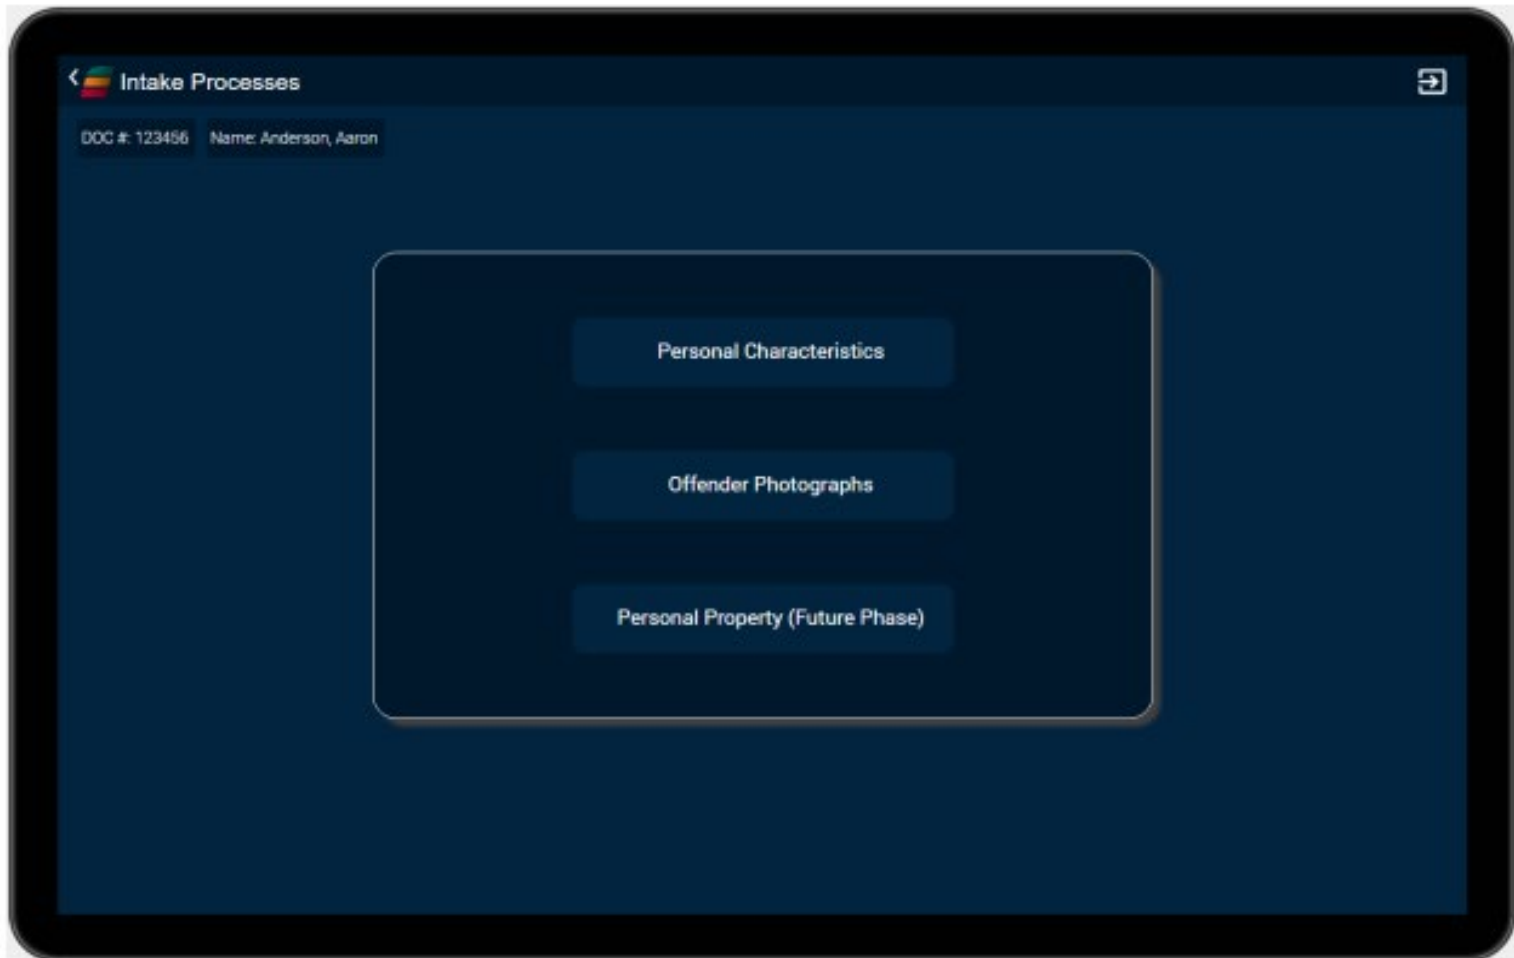 Intake Processes
DOC #: 123456 Name: Anderson, Aaron
Personal Characteristics
Offender Photographs
Personal Property (Future Phase)